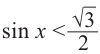 sin x < √3/2